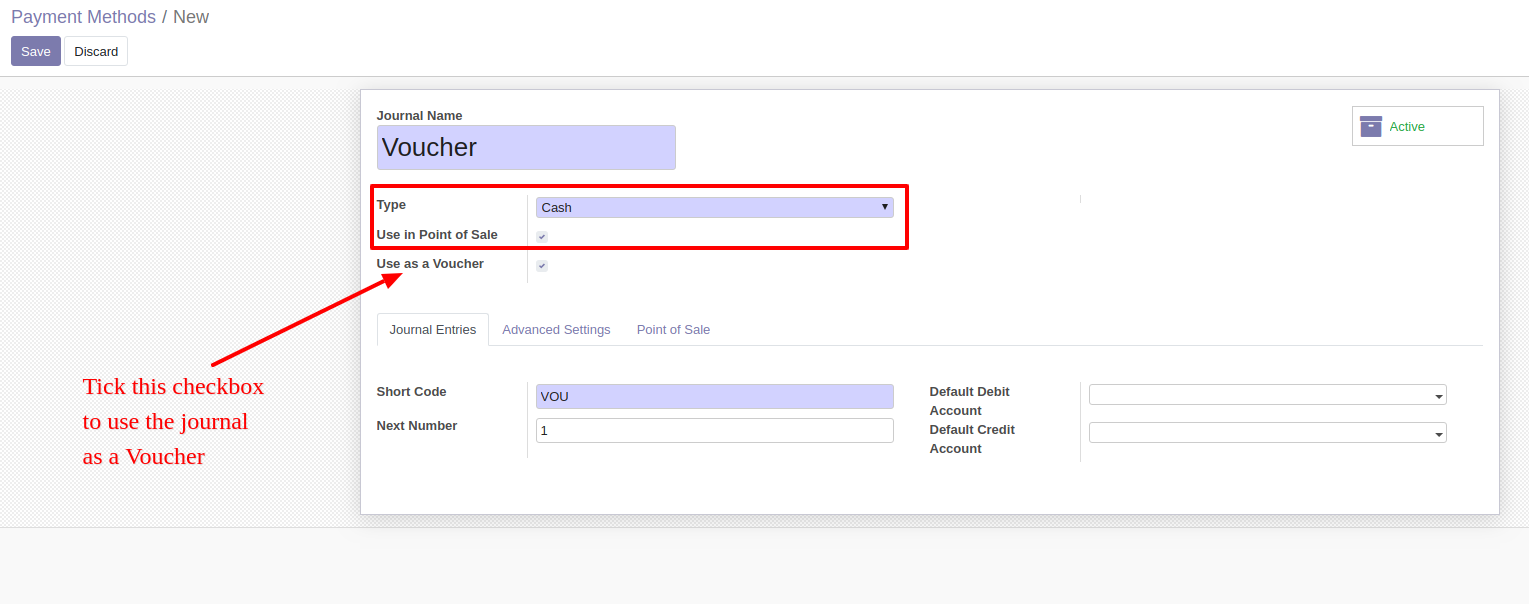 Payment Methods / New
Save Discard
Journal Name
Voucher
Active
Type
Cash
Use in Point of Sale
Use as a Voucher
Journal Entries Advanced Settings Point of Sale
Tick this checkbox
to use the journal
as a Voucher
Short Code
VOU
Next Number
1
Default Debit
Account
Default Credit
Account